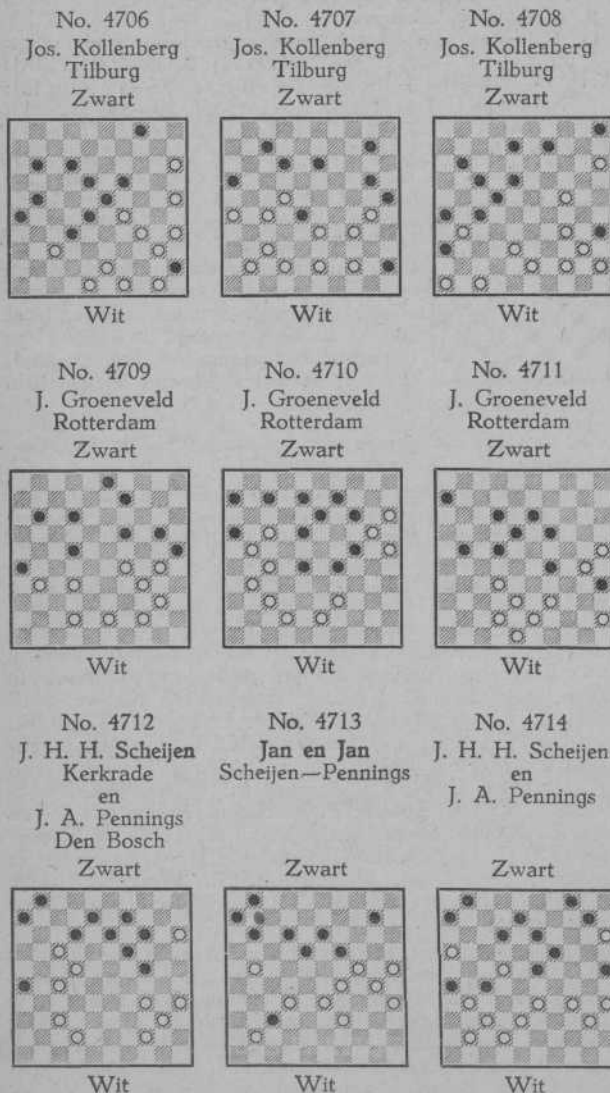 No. 4706
Jos. Kollenberg
Tilburg
Zwart
Wit
No. 4707
Jos. Kollenberg
Tilburg
Zwart
Wit
No. 4708
Jos. Kollenberg
Tilburg
Zwart
Wit
No. 4709
J. Groeneveld
Rotterdam
Zwart
Wit
No. 4710
J. Groeneveld
Rotterdam
Zwart
Wit
No. 4711
J. Groeneveld
Rotterdam
Zwart
Wit
No. 4712
J. H. H. Scheijen
Kerkrade
en
J. A. Pennings
Den Bosch
Zwart
Wit
No. 4713
Jan en Jan
Scheijen—Pennings
Zwart
Wit
No. 4714
J. H. H. Scheijen
en
J. A. Pennings
Zwart
Wit